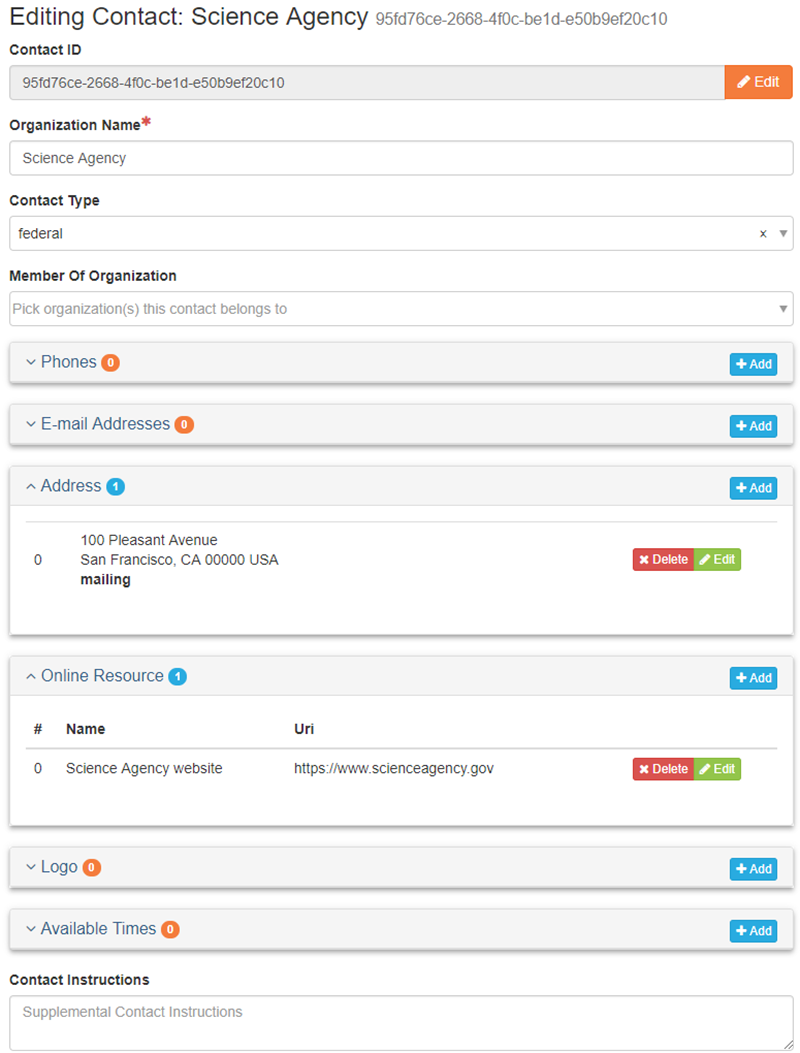 Editing Contact: Science Agency 95fd76ce-2668-4f0c-be1d-e50b9ef20c10
Contact ID
95fd76ce-2668-4f0c-be1d-e50b9ef20c10 Edit
Organization Name*
Science Agency
Contact Type
federal x
Member Of Organization
Pick organization(s) this contact belongs to
Phones 0 Add
E-mail Addresses 0 Add
Address 1 Add
100 Pleasant Avenue
0 San Francisco, CA 00000 USA Delete Edit
mailing
Online Resource 1 Add
# Name Uri
0 Science Agency website https://www.scienceagency.gov Delete Edit
Logo 0 Add
Available Times 0 Add
Contact Instructions
Supplemental Contact Instructions